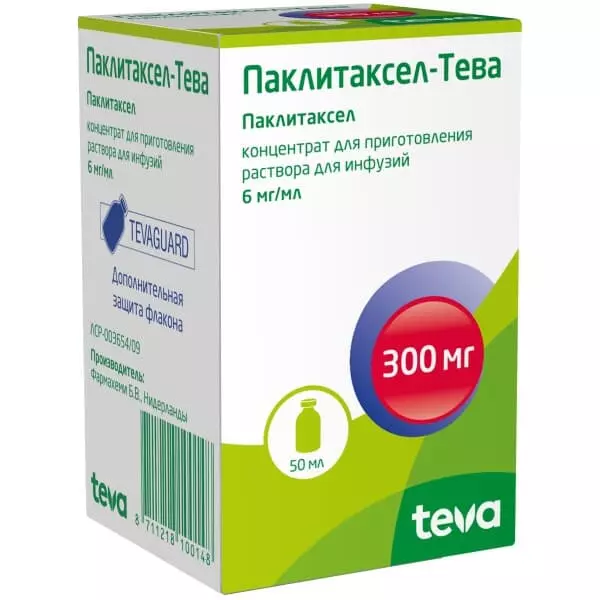 Паклитаксел-Тева
Паклитаксел
концентрат для приготовления
раствора для инфузий
6 мг/мл
TEVAGUARD
Дополнительная
защита флакона
ЛСР-003654/09
Производитель:
Фармахеми Б.В., Нидерланды
teva
8 711218 100148
Паклитаксел-Тева
Паклитаксел
концентрат для приготовления
раствора для инфузий
6 мг/мл
300 мг
50 мл
teva